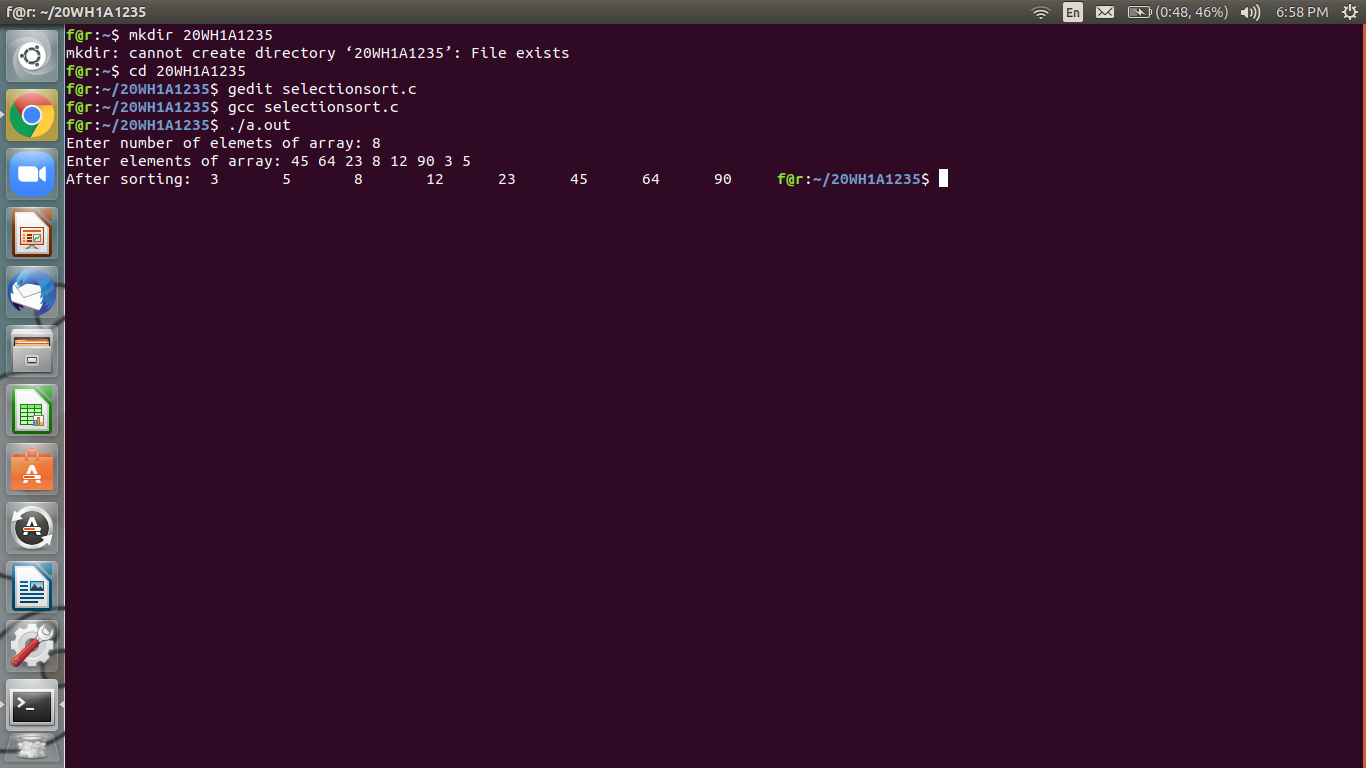 f@r: ~/20WH1A1235 En (0:48, 46%) 6:58 PM
f@r:~$ mkdir 20WH1A1235
mkdir: cannot create directory ‘20WH1A1235’: File exists
f@r:~$ cd 20WH1A1235
f@r:~/20WH1A1235$ gedit selectionsort.c
f@r:~/20WH1A1235$ gcc selectionsort.c
f@r:~/20WH1A1235$ ./a.out
Enter number of elemets of array: 8
Enter elements of array: 45 64 23 8 12 90 3 5
After sorting:  3       5       8       12      23      45      64      90     f@r:~/20WH1A1235$